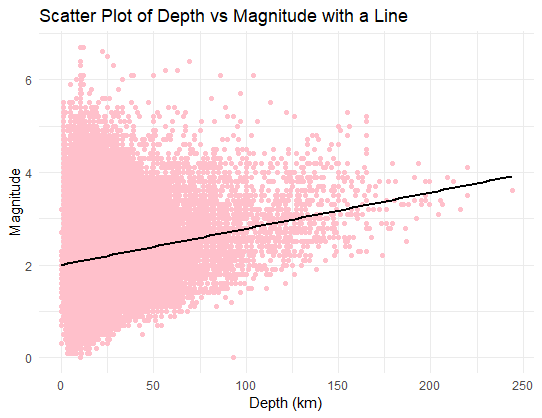 Scatter Plot of Depth vs Magnitude with a Line
6
4
2
0
Magnitude
0 50 100 150 200 250
Depth (km)